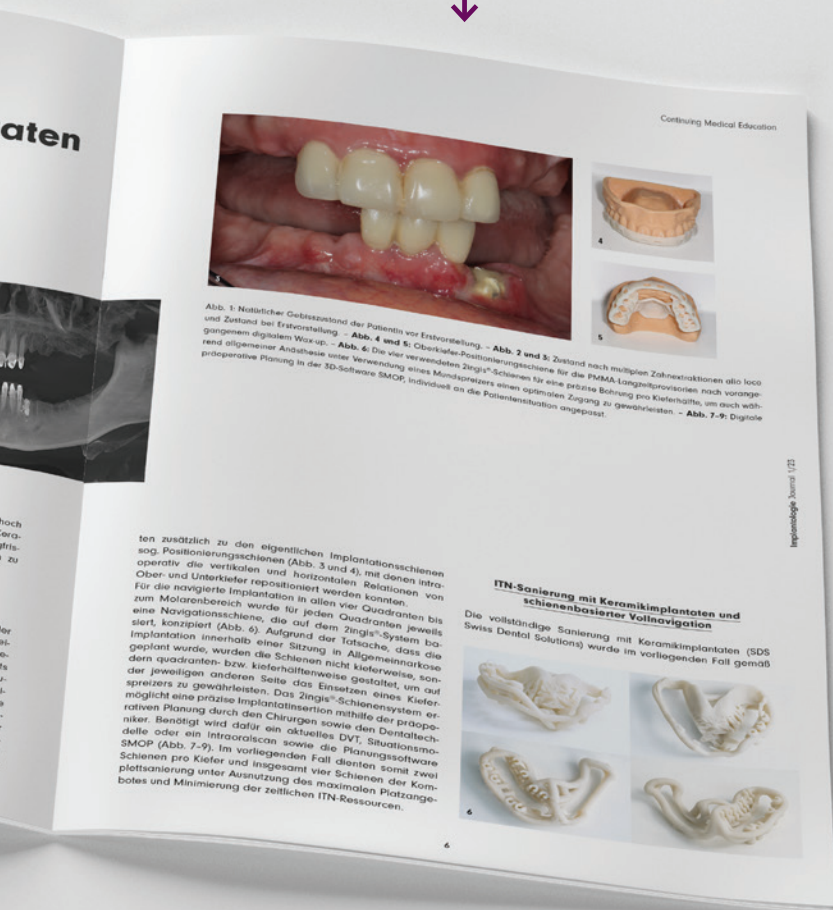 aten
hoch
Kera-
gfris-
zu
Continuing Medical Education
4
5
Abb. 1: Natürlicher Gebisszustand der Patientin vor Erstvorstellung. – Abb. 2 und 3: Zustand nach multiplen Zahnextraktionen alio loco
und Zustand bei Erstvorstellung. – Abb. 4 und 5: Oberkiefer-Positionierungsschiene für die PMMA-Langzeitprovisorien nach vorange-
gangenem digitalem Wax-up. – Abb. 6: Die vier verwendeten 2ingis®-Schienen für eine präzise Bohrung pro Kieferhälfte, um auch wäh-
rend allgemeiner Anästhesie unter Verwendung eines Mundspreizers einen optimalen Zugang zu gewährleisten. – Abb. 7–9: Digitale
präoperative Planung in der 3D-Software SMOP, individuell an die Patientensituation angepasst.
Implantologie Journal 1/23
ten zusätzlich zu den eigentlichen Implantationsschienen
sog. Positionierungsschienen (Abb. 3 und 4), mit denen intra-
operativ die vertikalen und horizontalen Relationen von
Ober- und Unterkiefer repositioniert werden konnten.
Für die navigierte Implantation in allen vier Quadranten bis
zum Molarenbereich wurde für jeden Quadranten jeweils
eine Navigationsschiene, die auf dem 2ingis®-System ba-
siert, konzipiert (Abb. 6). Aufgrund der Tatsache, dass die
Implantation innerhalb einer Sitzung in Allgemeinnarkose
geplant wurde, wurden die Schienen nicht kieferweise, son-
dern quadranten- bzw. kieferhälftenweise gestaltet, um auf
der jeweiligen anderen Seite das Einsetzen eines Kiefer-
spreizers zu gewährleisten. Das 2ingis®-Schienensystem er-
möglicht eine präzise Implantatinsertion mithilfe der präope-
rativen Planung durch den Chirurgen sowie den Dentaltech-
niker. Benötigt wird dafür ein aktuelles DVT, Situationsmo-
delle oder ein Intraoralscan sowie die Planungssoftware
SMOP (Abb. 7–9). Im vorliegenden Fall dienten somit zwei
Schienen pro Kiefer und insgesamt vier Schienen der Kom-
plettsanierung unter Ausnutzung des maximalen Platzange-
botes und Minimierung der zeitlichen ITN-Ressourcen.
ITN-Sanierung mit Keramikimplantaten und
schienenbasierter Vollnavigation
Die vollständige Sanierung mit Keramikimplantaten (SDS
Swiss Dental Solutions) wurde im vorliegenden Fall gemäß
6
6